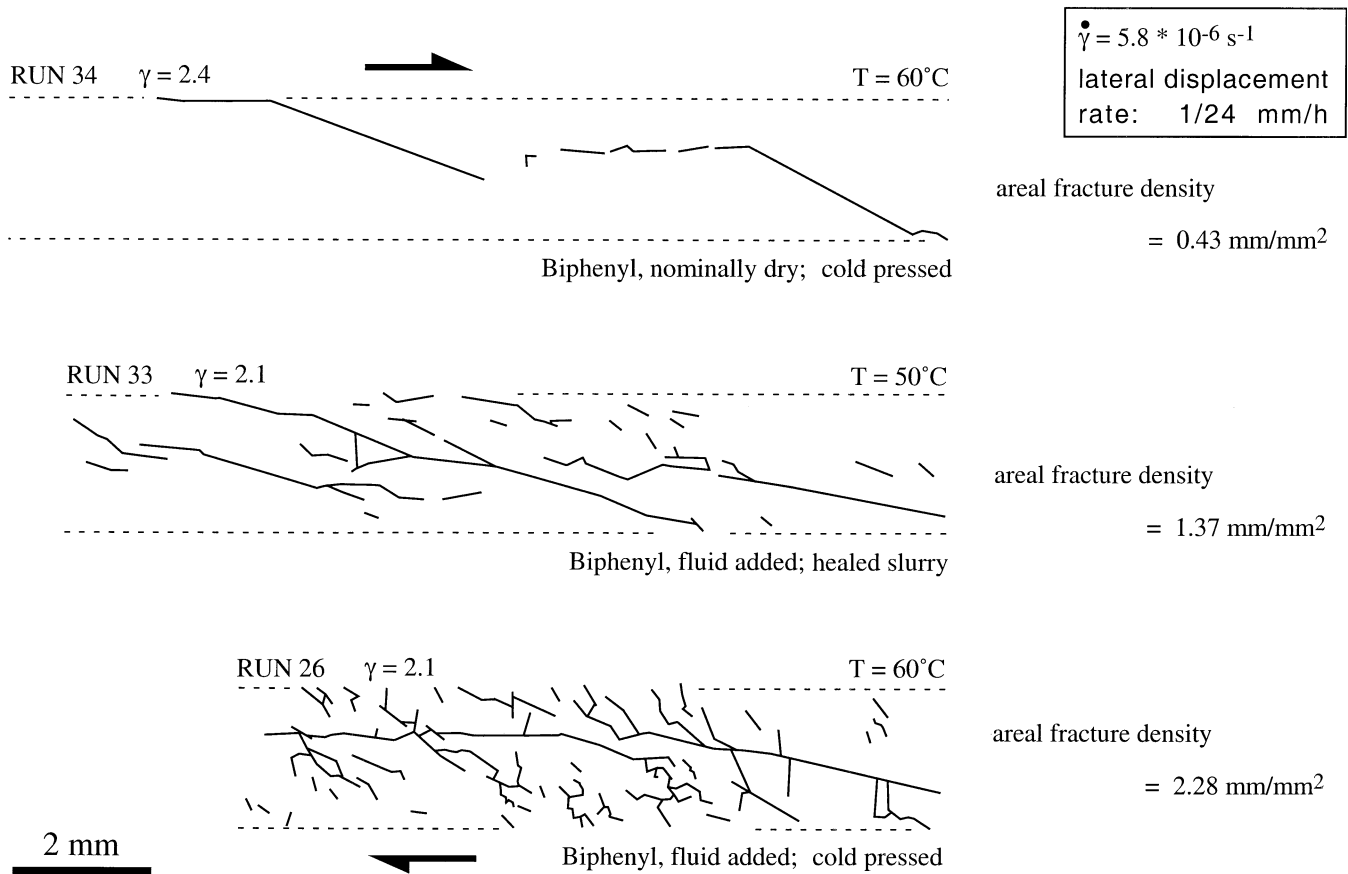 γ̇ = 5.8 * 10-6 s-1
lateral displacement
rate: 1/24 mm/h
RUN 34 γ = 2.4 T = 60°C
areal fracture density
= 0.43 mm/mm2
Biphenyl, nominally dry; cold pressed
RUN 33 γ = 2.1 T = 50°C
areal fracture density
= 1.37 mm/mm2
Biphenyl, fluid added; healed slurry
RUN 26 γ = 2.1 T = 60°C
areal fracture density
= 2.28 mm/mm2
2 mm
Biphenyl, fluid added; cold pressed